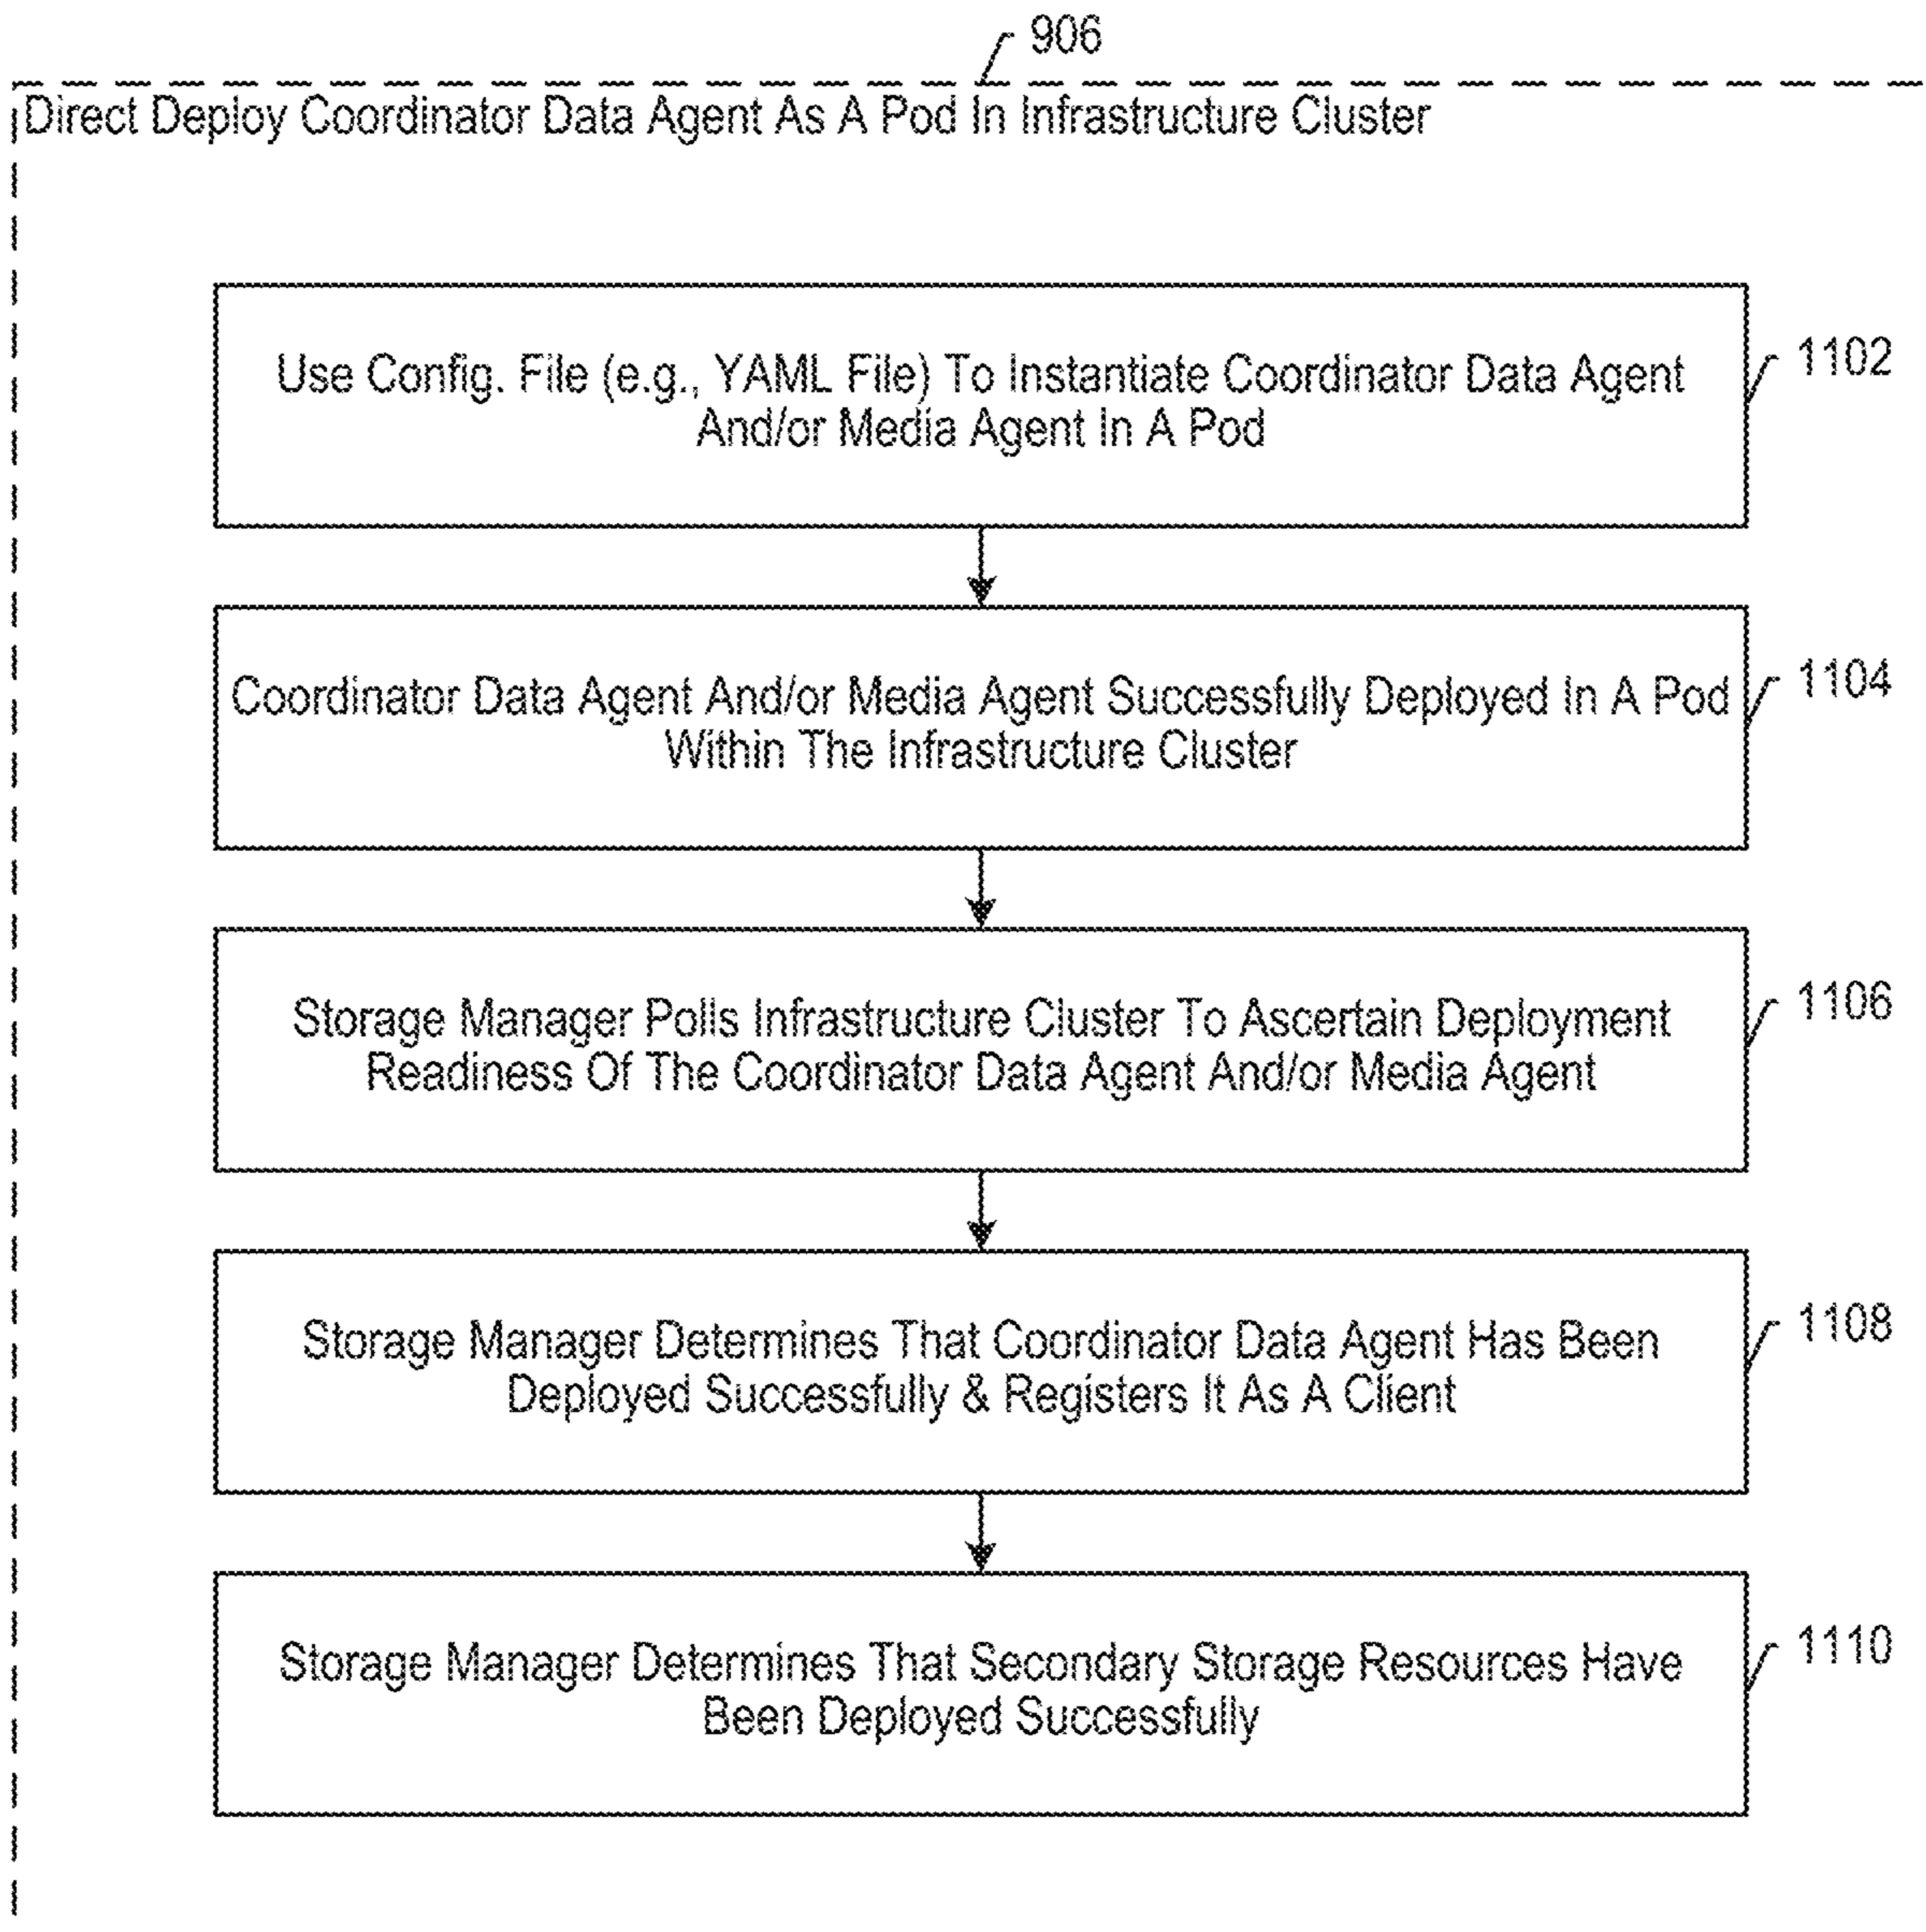 906
Direct Deploy Coordinator Data Agent As A Pod In Infrastructure Cluster
Use Config. File (e.g., YAML File) To Instantiate Coordinator Data Agent
And/or Media Agent In A Pod
1102
Coordinator Data Agent And/or Media Agent Successfully Deployed In A Pod
Within The Infrastructure Cluster
1104
Storage Manager Polls Infrastructure Cluster To Ascertain Deployment
Readiness Of The Coordinator Data Agent And/or Media Agent
1106
Storage Manager Determines That Coordinator Data Agent Has Been
Deployed Successfully & Registers It As A Client
1108
Storage Manager Determines That Secondary Storage Resources Have
Been Deployed Successfully
1110